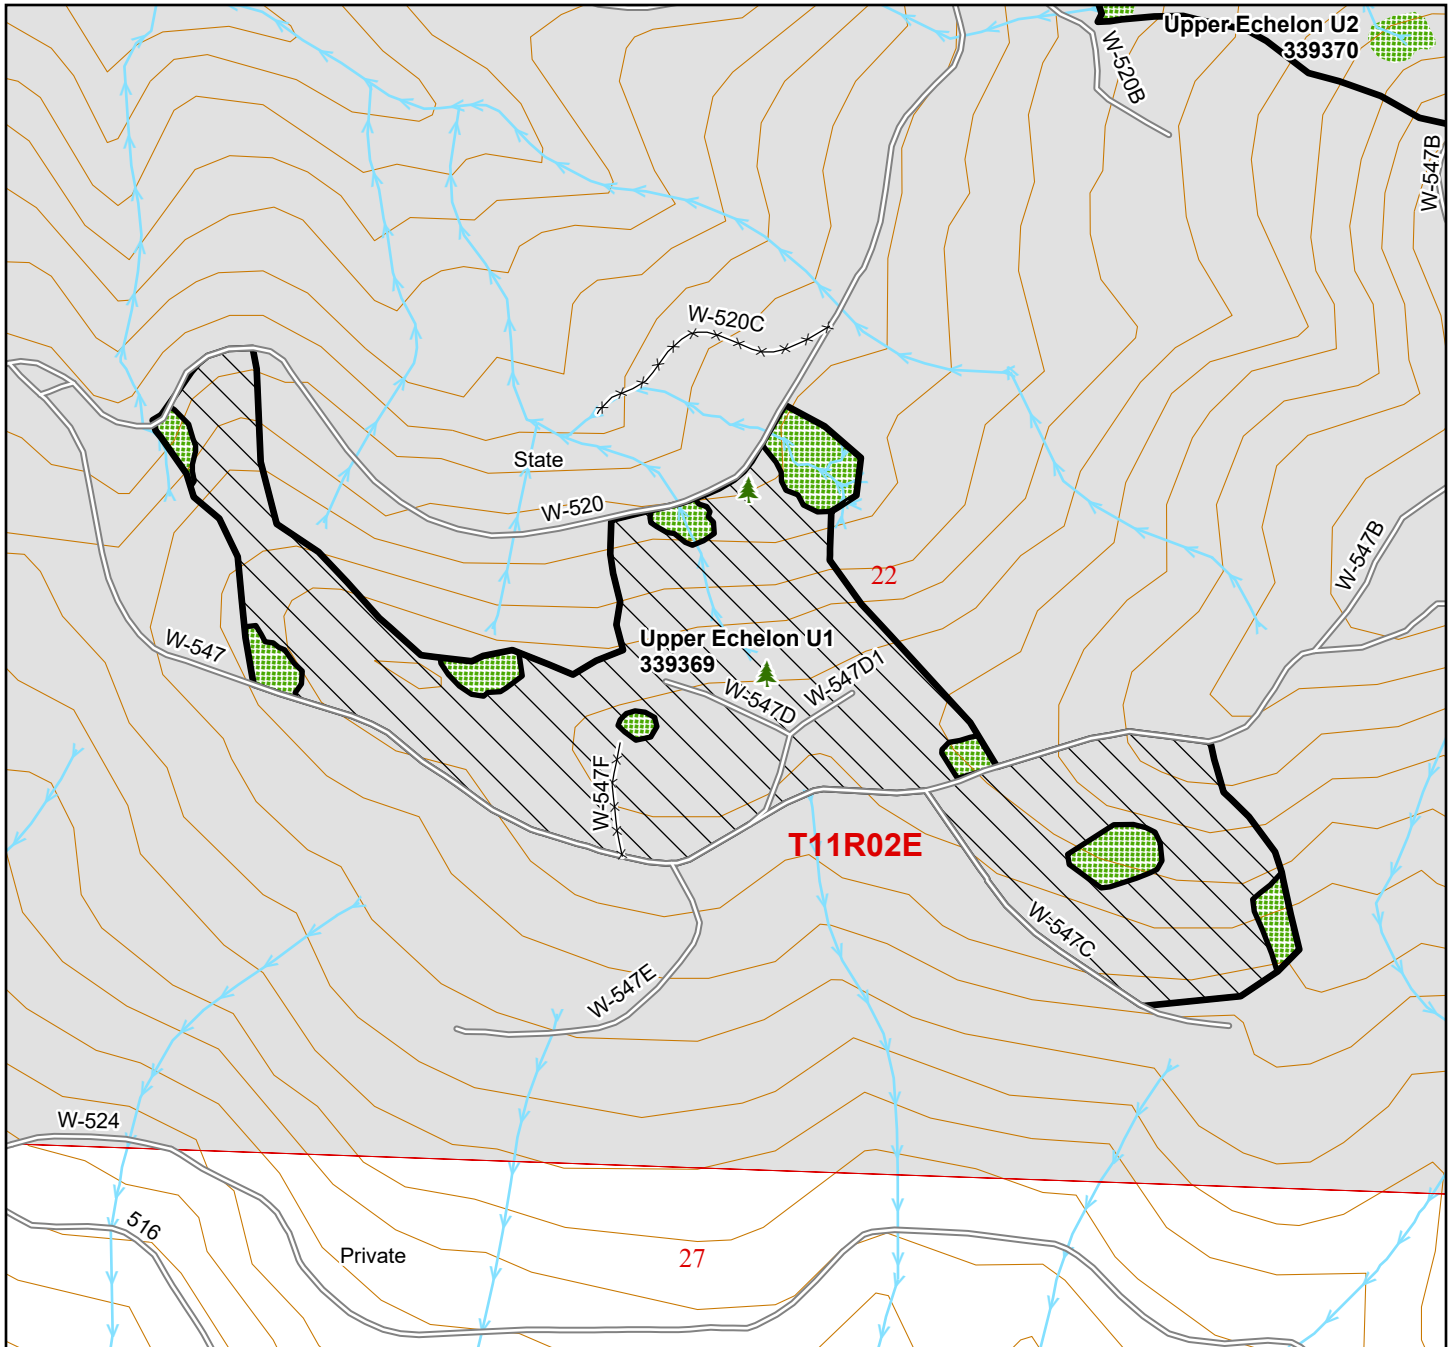 Upper Echelon U2
339370
W-520B
W-547B
W-520C
State
W-520
22
W-547B
Upper Echelon U1
339369
W-547
W-547D1
W-547D
W-547F
T11R02E
W-547C
W-547E
W-524
516
Private
27